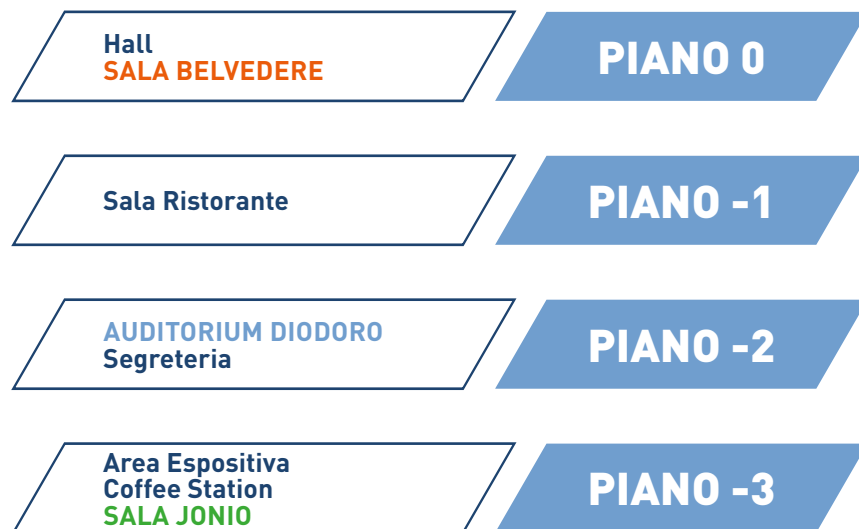 Hall
SALA BELVEDERE
PIANO 0
Sala Ristorante
PIANO -1
AUDITORIUM DIODORO
Segreteria
PIANO -2
Area Espositiva
Coffee Station
SALA JONIO
PIANO -3